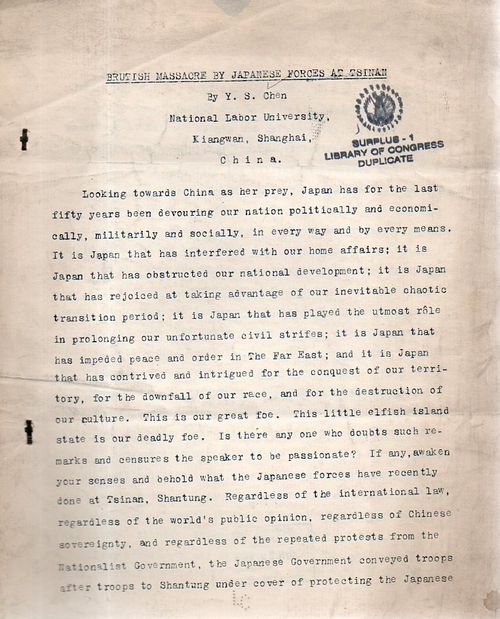 BRUTISH MASSACRE BY JAPANESE FORCES AT TSINAN
By Y. S. Chen
National Labor University,
Kiangwan, Shanghai,
China.
SURPLUS - 1
LIBRARY OF CONGRESS
DUPLICATE
Looking towards China as her prey, Japan has for the last
fifty years been devouring our nation politically and economi-
cally, militarily and socially, in every way and by every means.
It is Japan that has interfered with our home affairs; it is
Japan that has obstructed our national development; it is Japan
that has rejoiced at taking advantage of our inevitable chaotic
transition period; it is Japan that has played the utmost rôle
in prolonging our unfortunate civil strifes; it is Japan that
has impeded peace and order in The Far East; and it is Japan
that has contrived and intrigued for the conquest of our terri-
tory, for the downfall of our race, and for the destruction of
our culture. This is our great foe. This little elfish island
state is our deadly foe. Is there any one who doubts such re-
marks and censures the speaker to be passionate? If any, awaken
your senses and behold what the Japanese forces have recently
done at Tsinan, Shantung. Regardless of the international law,
regardless of the world's public opinion, regardless of Chinese
sovereignty, and regardless of the repeated protests from the
Nationalist Government, the Japanese Government conveyed troops
after troops to Shantung under cover of protecting the Japanese